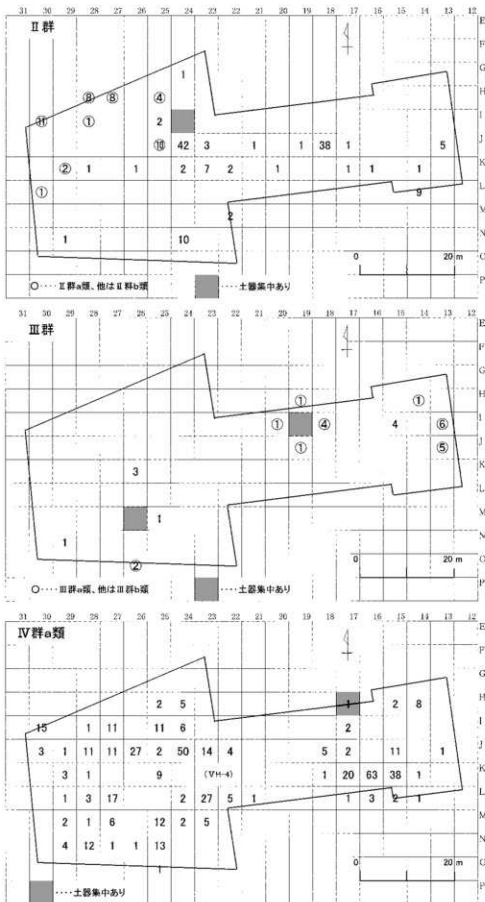 31 30 29 28 27 26 25 24 23 22 21 20 19 18 17 16 15 14 13 12
Ⅱ群
E
F
1 G
⑧ ⑧ ④ H
⑪ ① 2 I
⑩ 42 3 1 1 38 1 5 J
② 1 1 2 7 2 1 1 1 1 K
① 9 L
2 M
1 10 N
0 20 m
O
○‥‥Ⅱ群a類、他はⅡ群b類 ‥‥土器集中あり P
31 30 29 28 27 26 25 24 23 22 21 20 19 18 17 16 15 14 13 12
Ⅲ群
E
F
G
① ① H
① ④ 4 ⑥ I
① ⑤ J
3 K
L
1 M
1 N
0 20 m
② O
○‥‥Ⅲ群a類、他はⅢ群b類 ‥‥土器集中あり P
31 30 29 28 27 26 25 24 23 22 21 20 19 18 17 16 15 14 13 12
Ⅳ群a類
E
F
G
2 5 1 2 8 H
15 1 11 11 6 2 I
3 1 11 11 27 2 50 14 4 5 2 11 1 J
3 1 9 (ⅤH-4) 1 20 63 38 1 K
1 3 17 2 27 5 1 1 3 2 1 L
2 1 6 12 2 5 M
4 12 1 1 13 N
0 20 m
1 O
‥‥土器集中あり P